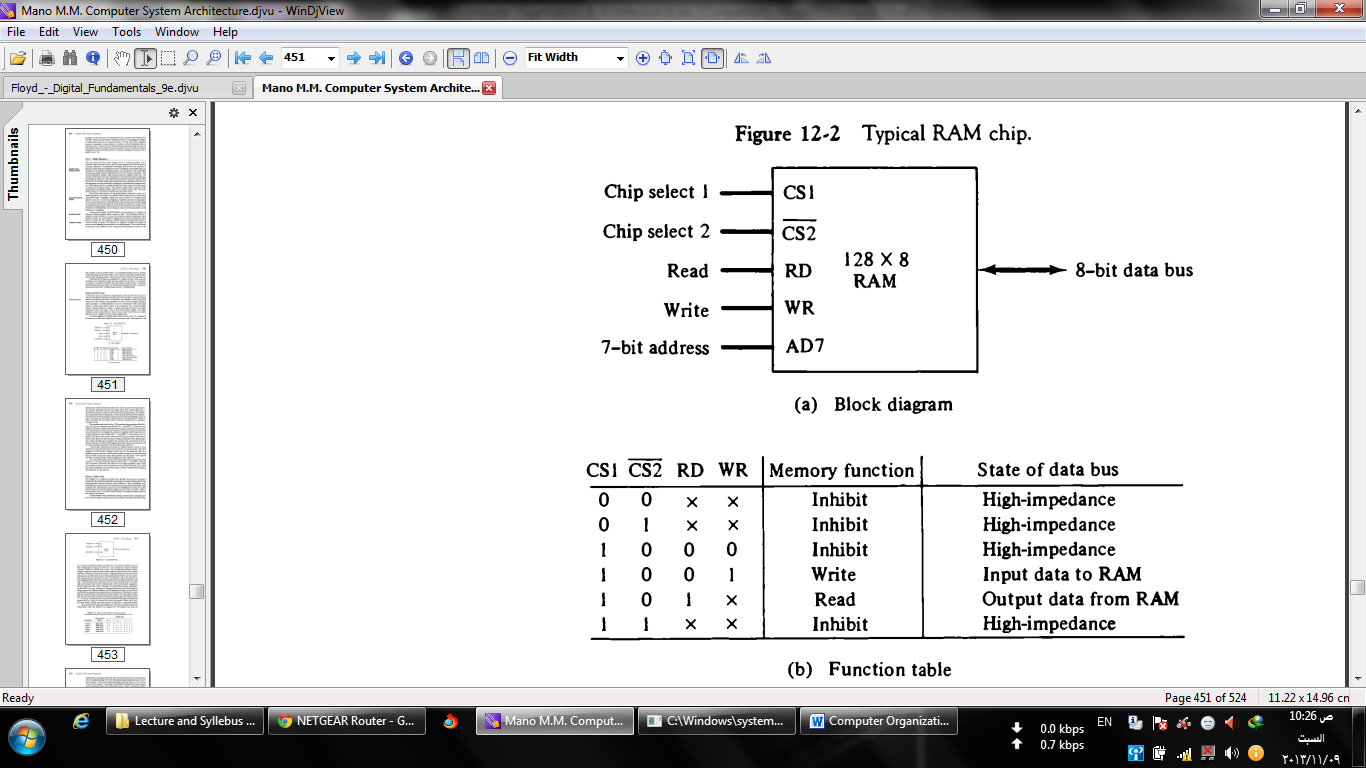 Mano M.M. Computer System Architecture.djvu - WinDjView
File Edit View Tools Window Help
451 Fit Width
Floyd_-_Digital_Fundamentals_9e.djvu Mano M.M. Computer System Archite...
Thumbnails
450
451
452
453
Figure 12-2 Typical RAM chip.
Chip select 1 CS1
Chip select 2 C̅S̅2̅
Read RD
Write WR
7-bit address AD7
128 × 8
RAM
8-bit data bus
(a) Block diagram
CS1 C̅S̅2̅ RD WR Memory function State of data bus
0 0 × × Inhibit High-impedance
0 1 × × Inhibit High-impedance
1 0 0 0 Inhibit High-impedance
1 0 0 1 Write Input data to RAM
1 0 1 × Read Output data from RAM
1 1 × × Inhibit High-impedance
(b) Function table
Ready Page 451 of 524 11.22 x 14.96 cn
Lecture and Syllebus ... NETGEAR Router - G... Mano M.M. Comput... C:\Windows\system... Computer Organizati...
0.0 kbps
0.7 kbps
EN
10:26 ص
السبت
٢٠١٣/١١/٠٩